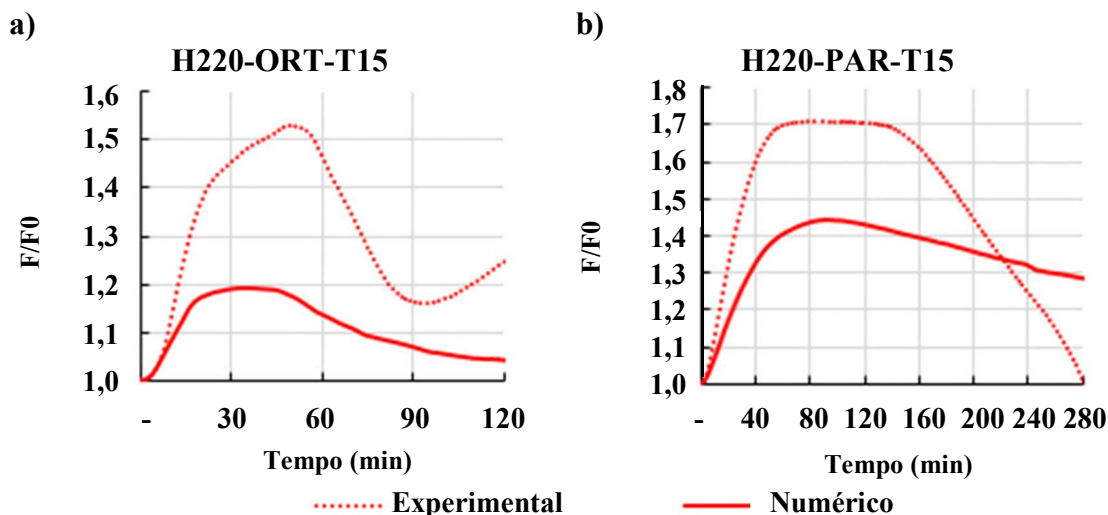 a)
H220-ORT-T15
1,6
1,5
1,4
1,3
1,2
1,1
1,0
F/F0
- 30 60 90 120
Tempo (min)
b)
H220-PAR-T15
1,8
1,7
1,6
1,5
1,4
1,3
1,2
1,1
1,0
F/F0
- 40 80 120 160 200 240 280
Tempo (min)
Experimental Numérico